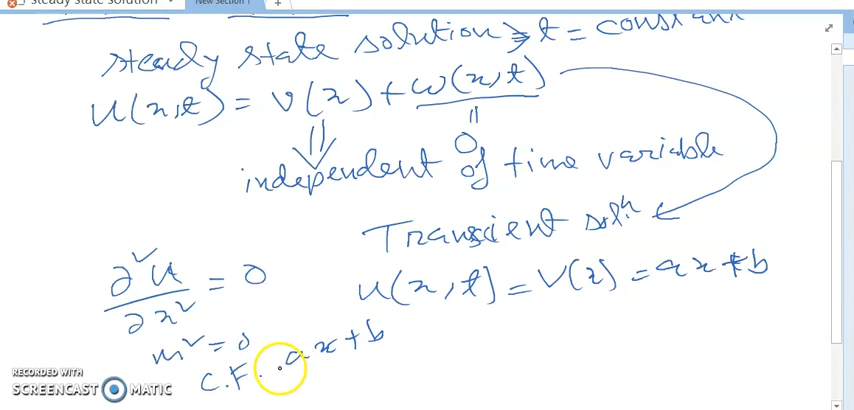 steady state solution
New Section 1
steady state solution ⇒ t = constant
u(x,t) = v(x) + w(x,t)
||
0
independent of time variable
Transcient solⁿ
∂²u/∂x² = 0
u(x,t) = v(x) = ax + b
m² = 0
C.F. ax + b
RECORDED WITH
SCREENCAST MATIC